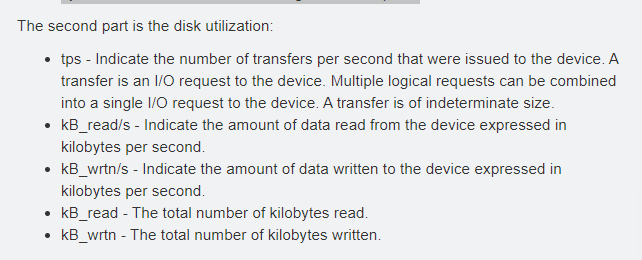 The second part is the disk utilization:
• tps - Indicate the number of transfers per second that were issued to the device. A
transfer is an I/O request to the device. Multiple logical requests can be combined
into a single I/O request to the device. A transfer is of indeterminate size.
• kB_read/s - Indicate the amount of data read from the device expressed in
kilobytes per second.
• kB_wrtn/s - Indicate the amount of data written to the device expressed in
kilobytes per second.
• kB_read - The total number of kilobytes read.
• kB_wrtn - The total number of kilobytes written.